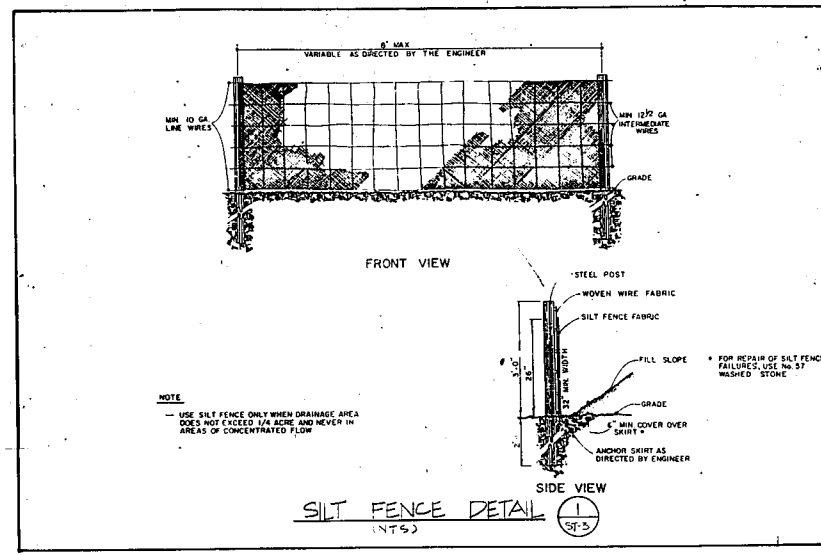 8' MAX
VARIABLE AS DIRECTED BY THE ENGINEER
MIN 10 GA
LINE WIRES
MIN 12 1/2 GA
INTERMEDIATE
WIRES
GRADE
FRONT VIEW
STEEL POST
WOVEN WIRE FABRIC
SILT FENCE FABRIC
3'-0"
26"
32" MIN. WIDTH
2'
FILL SLOPE
* FOR REPAIR OF SILT FENCE
FAILURES, USE No. 57
WASHED STONE
GRADE
6" MIN. COVER OVER
SKIRT *
ANCHOR SKIRT AS
DIRECTED BY ENGINEER
NOTE
— USE SILT FENCE ONLY WHEN DRAINAGE AREA
DOES NOT EXCEED 1/4 ACRE AND NEVER IN
AREAS OF CONCENTRATED FLOW
SIDE VIEW
SILT FENCE DETAIL
(NTS)
1
ST-3